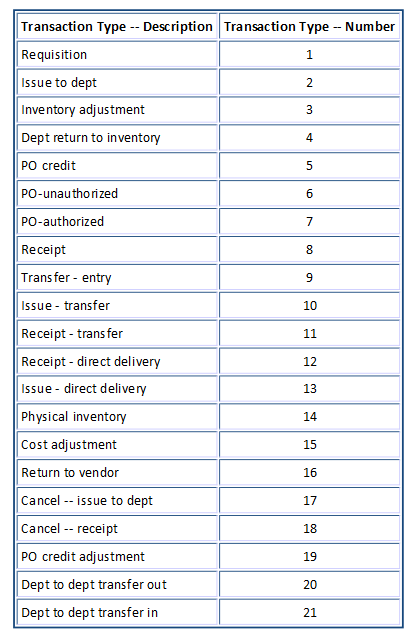 Transaction Type -- Description Transaction Type -- Number
Requisition 1
Issue to dept 2
Inventory adjustment 3
Dept return to inventory 4
PO credit 5
PO-unauthorized 6
PO-authorized 7
Receipt 8
Transfer - entry 9
Issue - transfer 10
Receipt - transfer 11
Receipt - direct delivery 12
Issue - direct delivery 13
Physical inventory 14
Cost adjustment 15
Return to vendor 16
Cancel -- issue to dept 17
Cancel -- receipt 18
PO credit adjustment 19
Dept to dept transfer out 20
Dept to dept transfer in 21